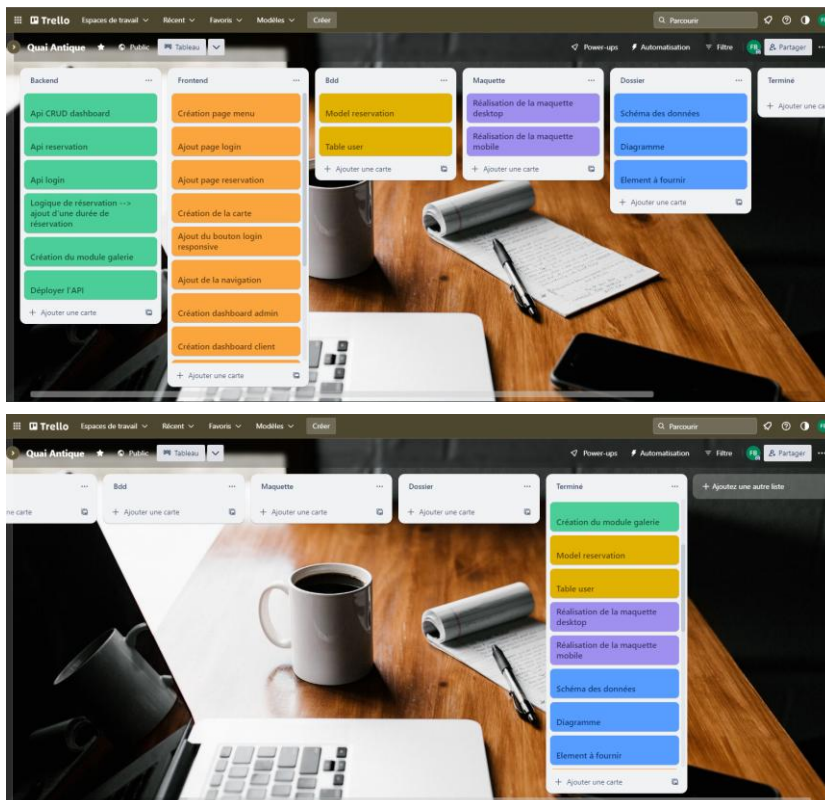 Trello Espaces de travail Récent Favoris Modèles Créer Parcourir
Quai Antique Public Tableau Power-ups Automatisation Filtre FB Partager
Backend
Api CRUD dashboard
Api reservation
Api login
Logique de réservation -->
ajout d'une durée de
réservation
Création du module galerie
Déployer l'API
+ Ajouter une carte
Frontend
Création page menu
Ajout page login
Ajout page reservation
Création de la carte
Ajout du bouton login
responsive
Ajout de la navigation
Création dashboard admin
Création dashboard client
+ Ajouter une carte
Bdd
Model reservation
Table user
+ Ajouter une carte
Maquette
Réalisation de la maquette
desktop
Réalisation de la maquette
mobile
+ Ajouter une carte
Dossier
Schéma des données
Diagramme
Element à fournir
+ Ajouter une carte
Terminé
+ Ajouter une ca
Trello Espaces de travail Récent Favoris Modèles Créer Parcourir
Quai Antique Public Tableau Power-ups Automatisation Filtre FB Partager
ne carte
Bdd
+ Ajouter une carte
Maquette
+ Ajouter une carte
Dossier
+ Ajouter une carte
Terminé
Création du module galerie
Model reservation
Table user
Réalisation de la maquette
desktop
Réalisation de la maquette
mobile
Schéma des données
Diagramme
Element à fournir
+ Ajouter une carte
+ Ajoutez une autre liste